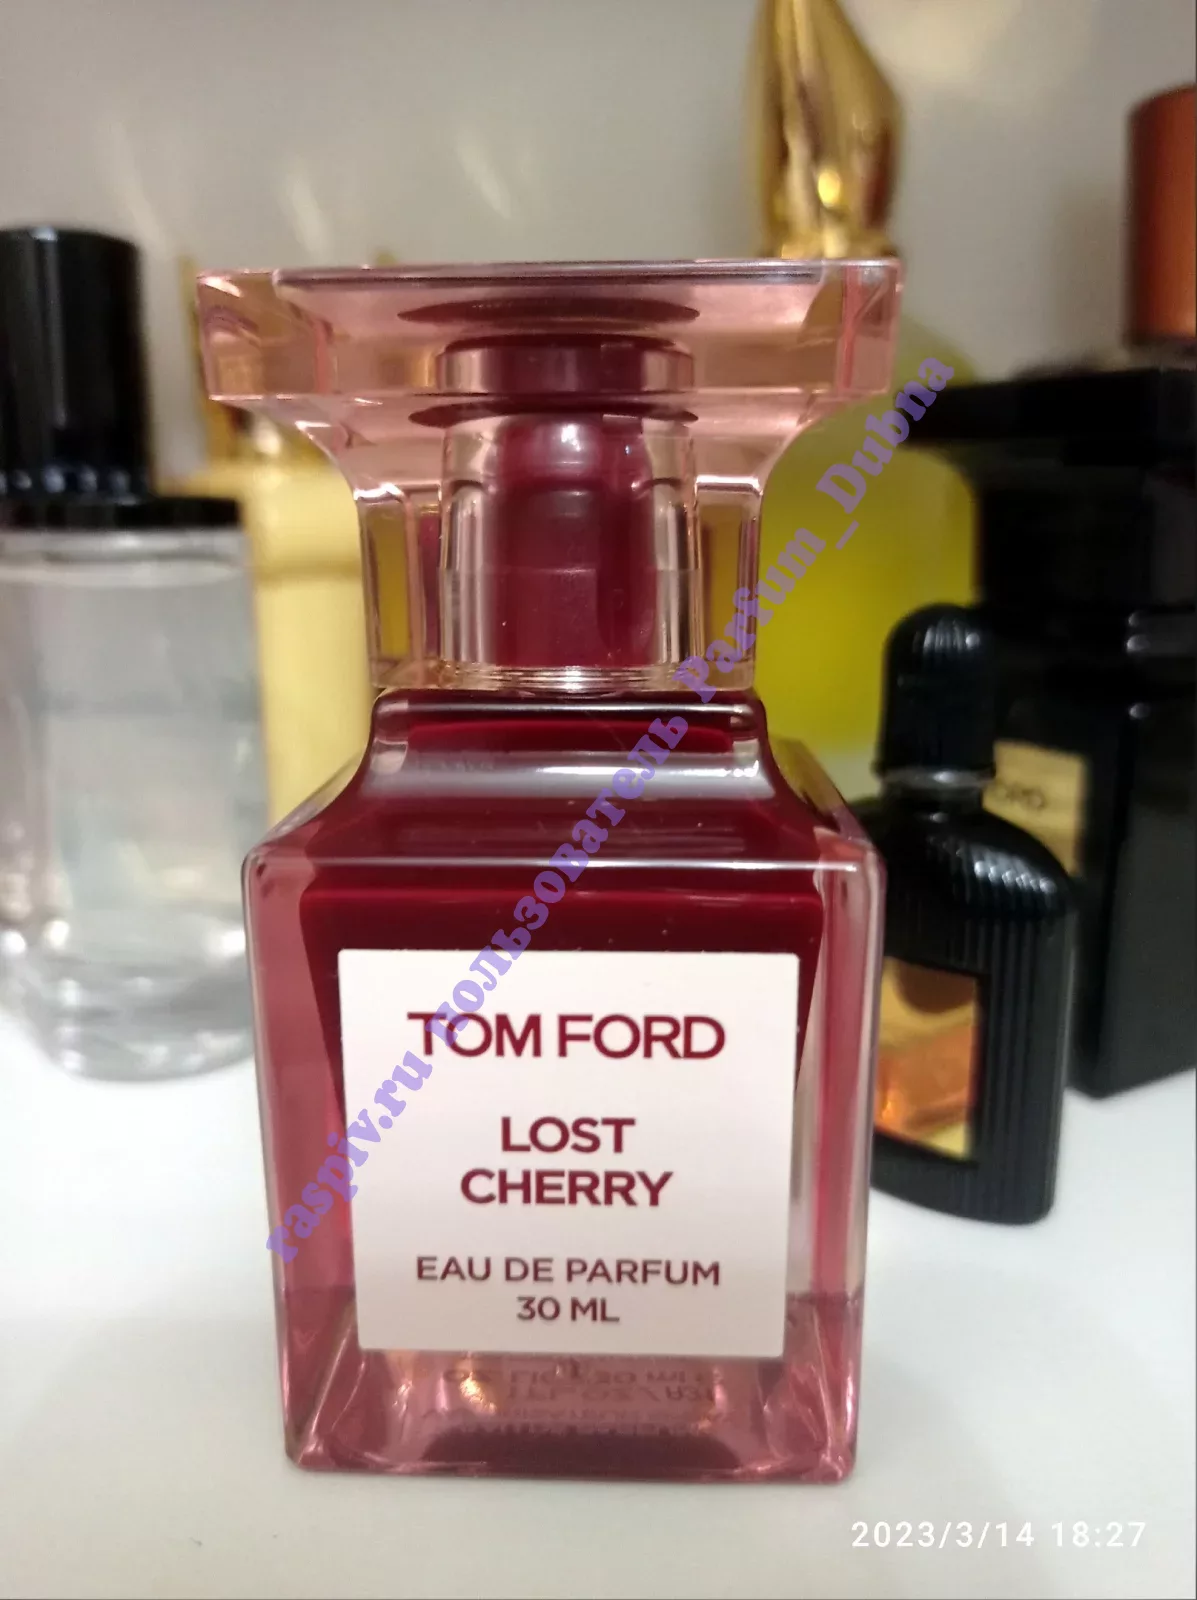 TOM FORD
LOST
CHERRY
EAU DE PARFUM
30 ML
raspiv.ru пользователь Parfum_Dubna
2023/3/14 18:27